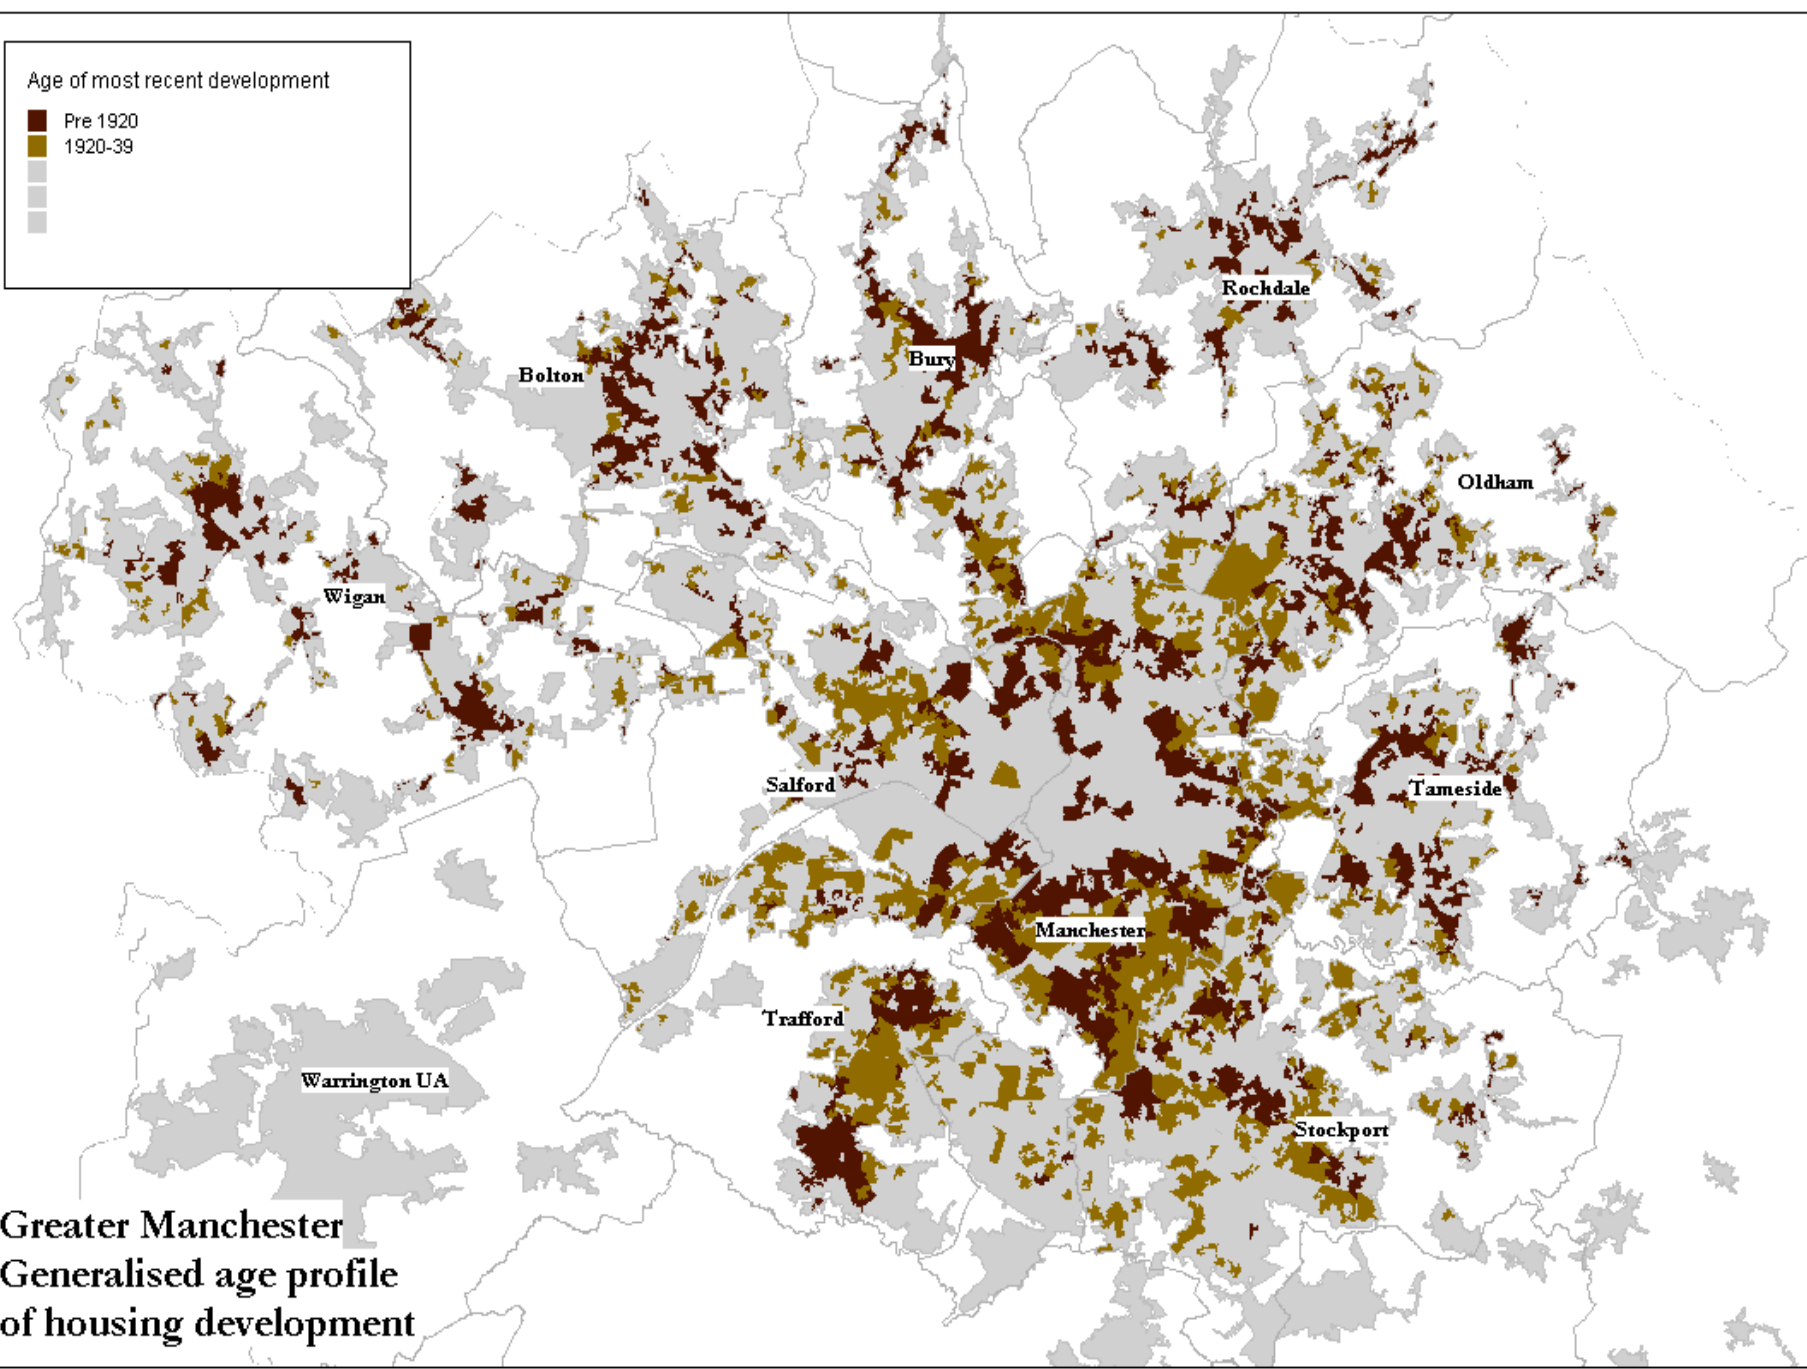 Age of most recent development
Pre 1920
1920-39
Rochdale
Bury
Bolton
Oldham
Wigan
Salford
Tameside
Manchester
Trafford
Warrington UA
Stockport
Greater Manchester
Generalised age profile
of housing development